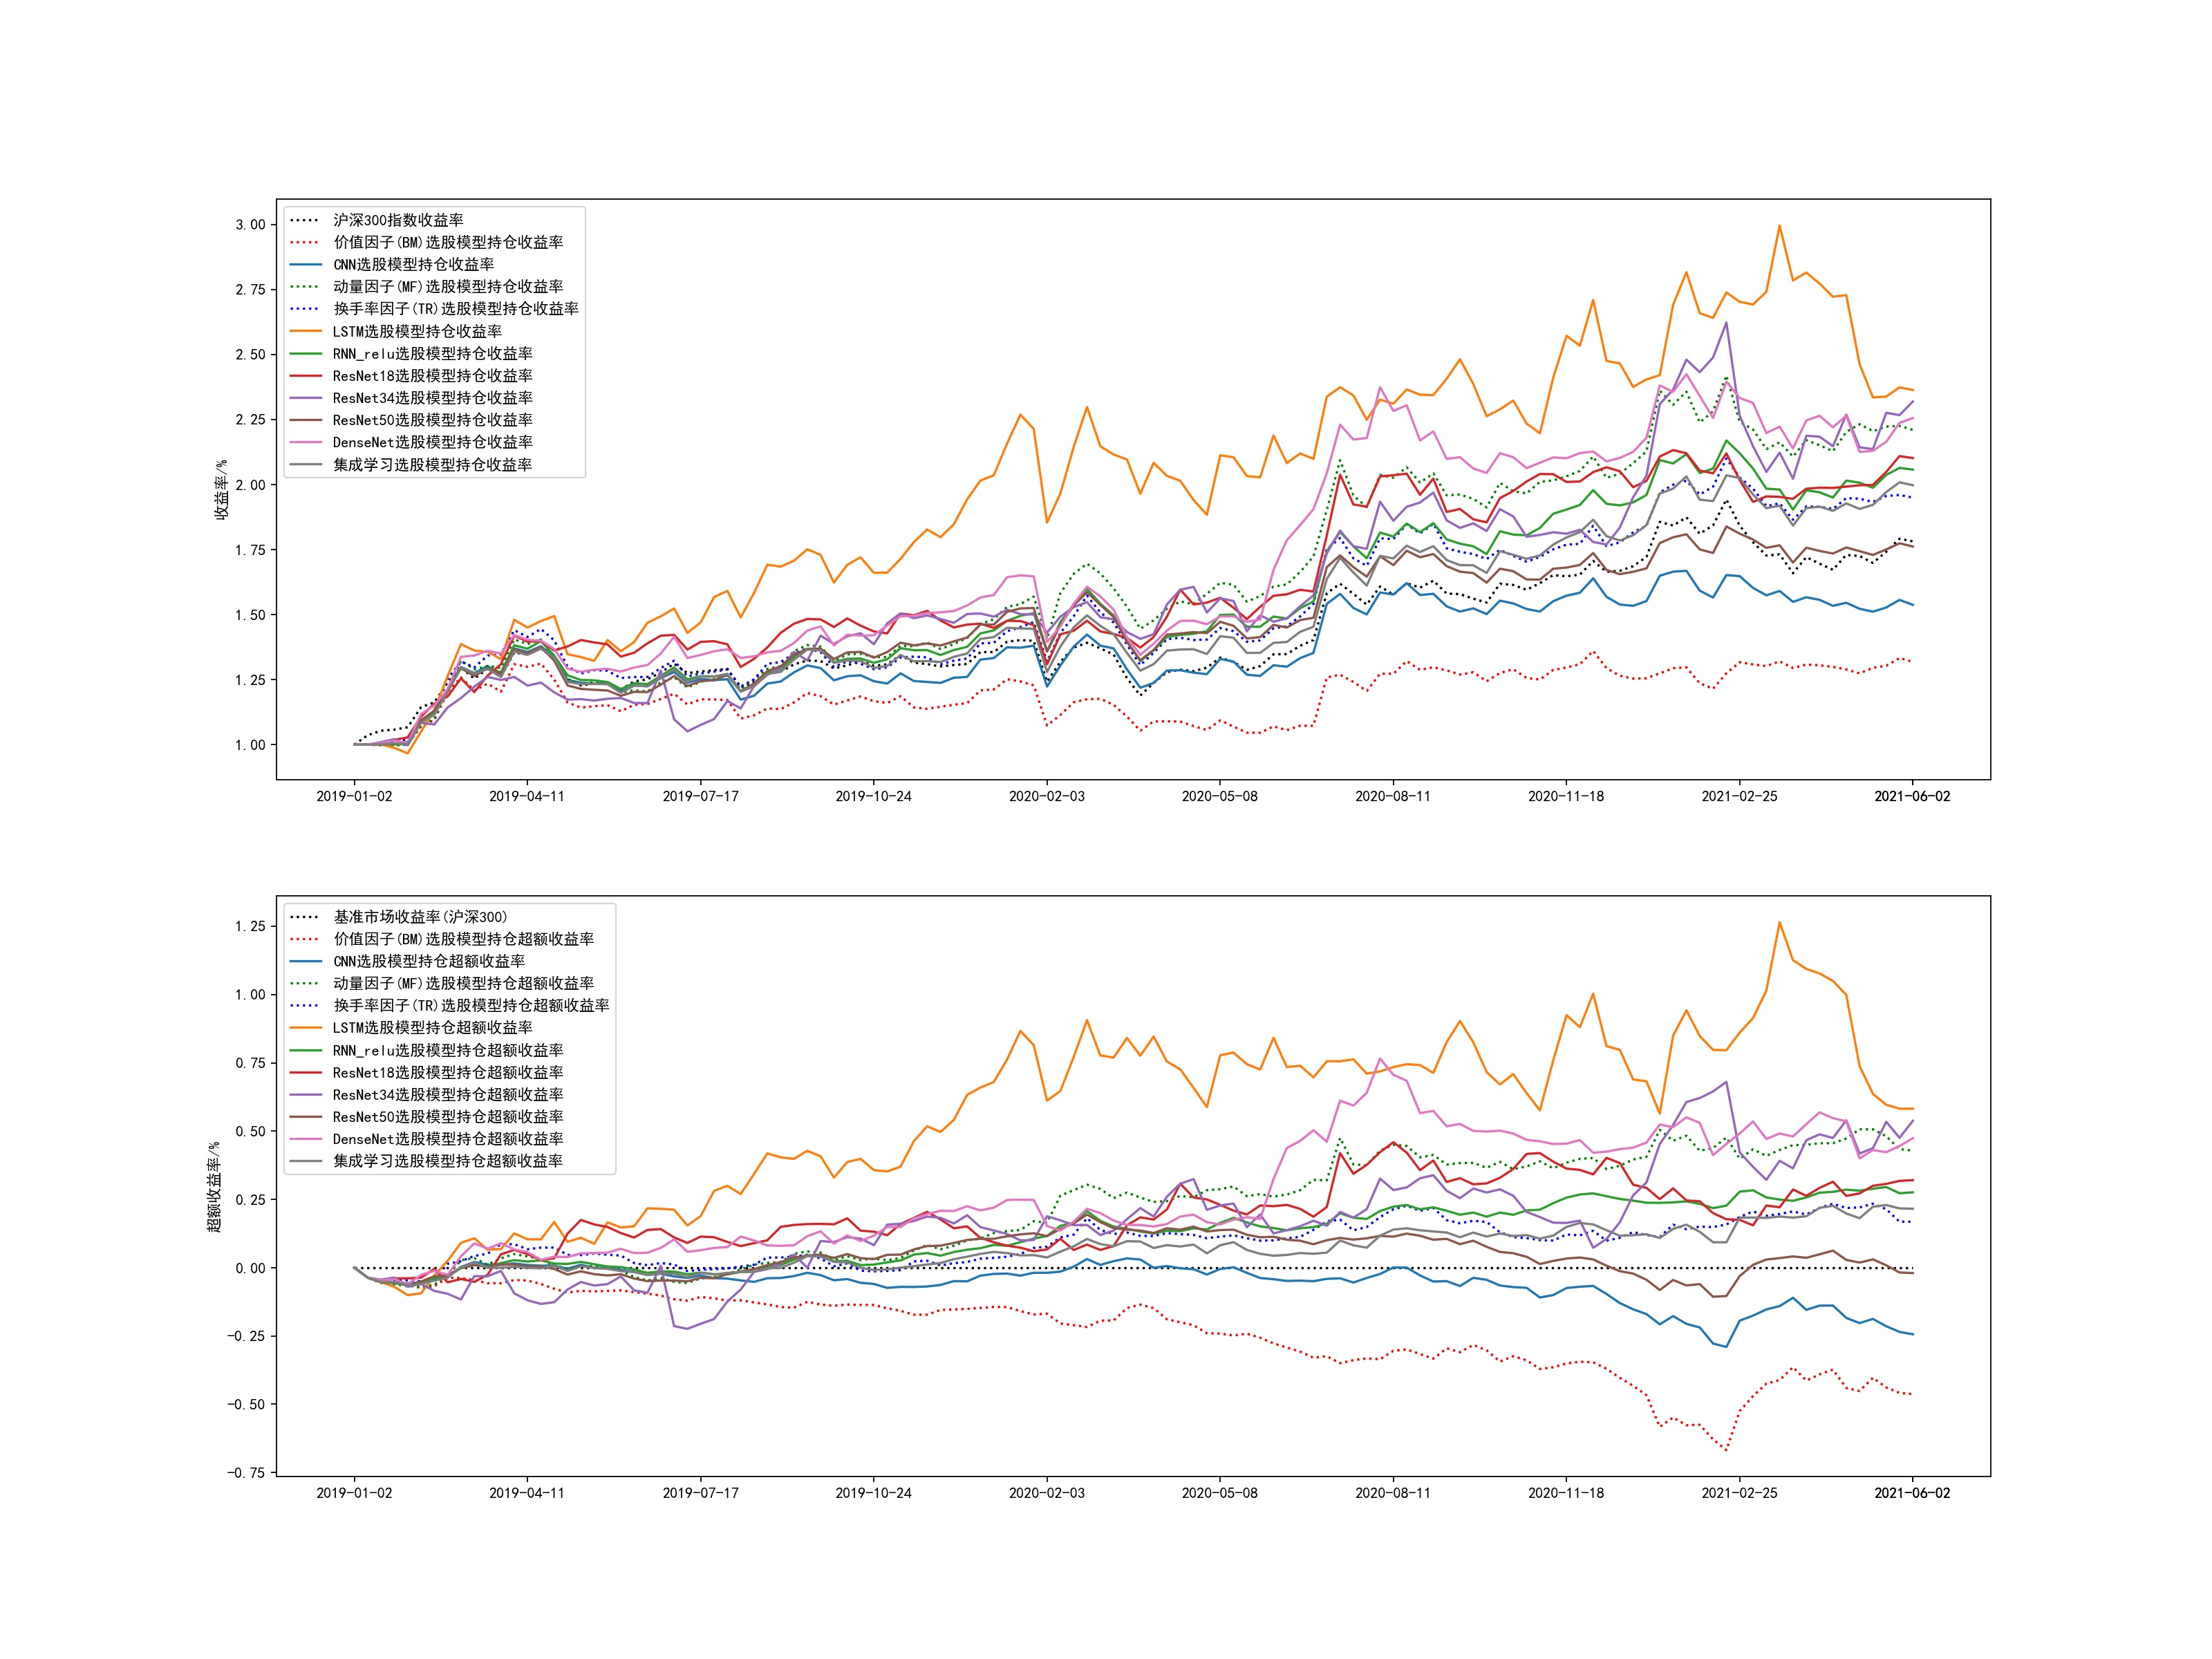 沪深300指数收益率
价值因子(BM)选股模型持仓收益率
CNN选股模型持仓收益率
动量因子(MF)选股模型持仓收益率
换手率因子(TR)选股模型持仓收益率
LSTM选股模型持仓收益率
RNN_relu选股模型持仓收益率
ResNet18选股模型持仓收益率
ResNet34选股模型持仓收益率
ResNet50选股模型持仓收益率
DenseNet选股模型持仓收益率
集成学习选股模型持仓收益率
收益率/%
3.00
2.75
2.50
2.25
2.00
1.75
1.50
1.25
1.00
2019-01-02 2019-04-11 2019-07-17 2019-10-24 2020-02-03 2020-05-08 2020-08-11 2020-11-18 2021-02-25 2021-06-02
基准市场收益率(沪深300)
价值因子(BM)选股模型持仓超额收益率
CNN选股模型持仓超额收益率
动量因子(MF)选股模型持仓超额收益率
换手率因子(TR)选股模型持仓超额收益率
LSTM选股模型持仓超额收益率
RNN_relu选股模型持仓超额收益率
ResNet18选股模型持仓超额收益率
ResNet34选股模型持仓超额收益率
ResNet50选股模型持仓超额收益率
DenseNet选股模型持仓超额收益率
集成学习选股模型持仓超额收益率
超额收益率/%
1.25
1.00
0.75
0.50
0.25
0.00
-0.25
-0.50
-0.75
2019-01-02 2019-04-11 2019-07-17 2019-10-24 2020-02-03 2020-05-08 2020-08-11 2020-11-18 2021-02-25 2021-06-02